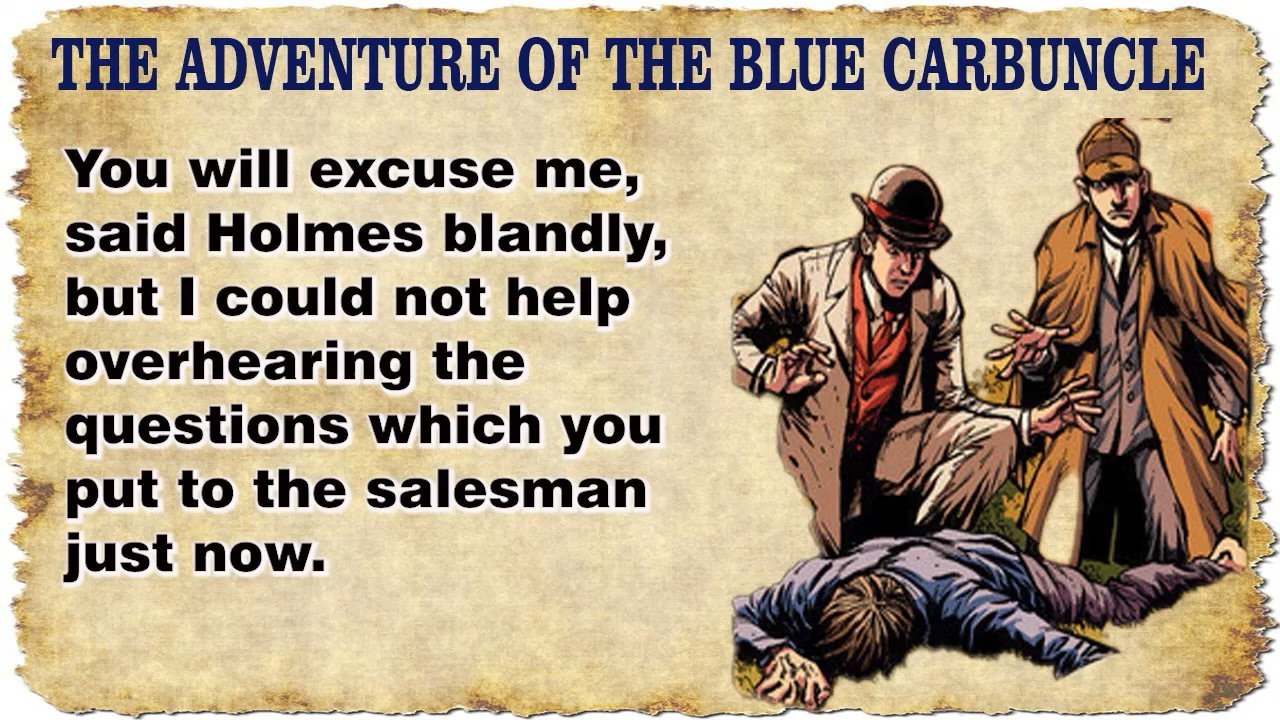 THE ADVENTURE OF THE BLUE CARBUNCLE
You will excuse me,
said Holmes blandly,
but I could not help
overhearing the
questions which you
put to the salesman
just now.